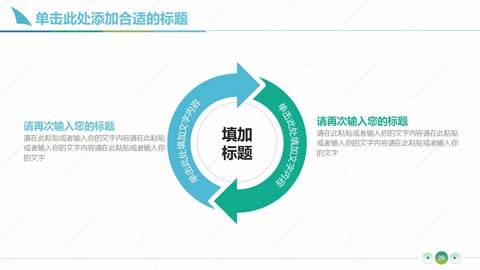 单击此处添加合适的标题
请再次输入您的标题
请在此粘贴或者输入你的文字内容请在此粘贴
或者输入你的文字内容请在此粘贴或者输入你
的文字
单击此处填加文字内容
填加
标题
单击此处填加文字内容
请再次输入您的标题
请在此粘贴或者输入你的文字内容请在此粘贴
或者输入你的文字内容请在此粘贴或者输入你
的文字
29